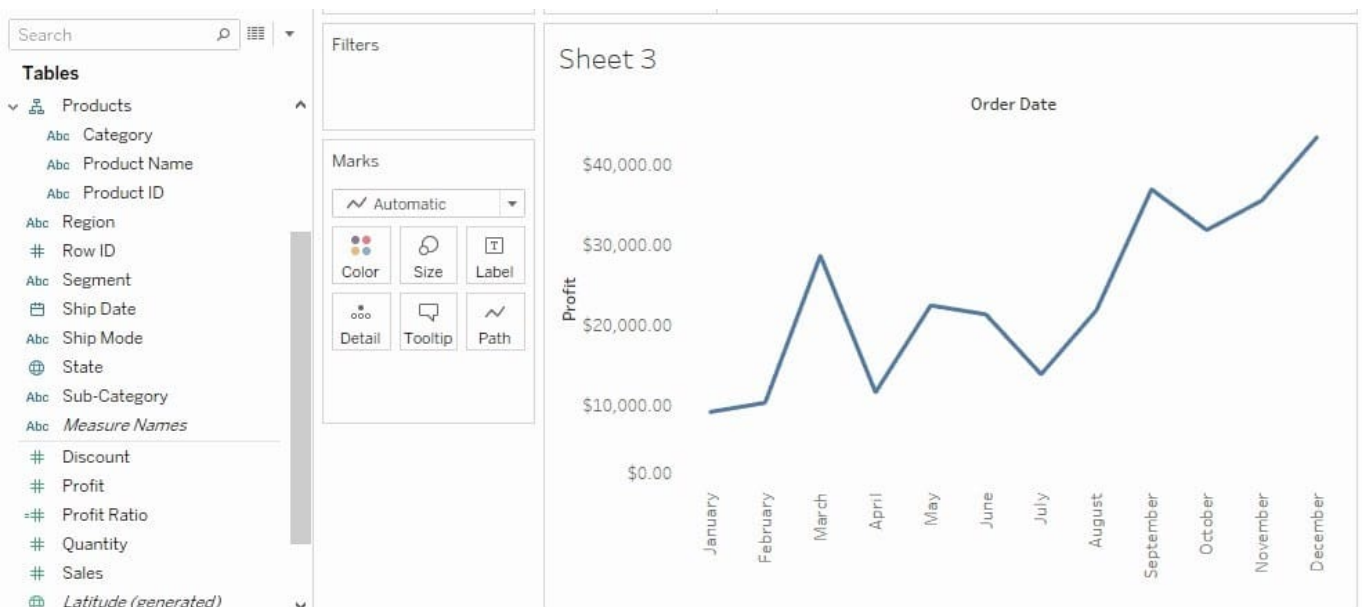 Search
Tables
Products
Abc Category
Abc Product Name
Abc Product ID
Abc Region
# Row ID
Abc Segment
Ship Date
Abc Ship Mode
State
Abc Sub-Category
Abc Measure Names
# Discount
# Profit
=# Profit Ratio
# Quantity
# Sales
Latitude (generated)
Filters
Marks
Automatic
Color Size Label
Detail Tooltip Path
Sheet 3
Order Date
Profit
$40,000.00
$30,000.00
$20,000.00
$10,000.00
$0.00
January
February
March
April
May
June
July
August
September
October
November
December